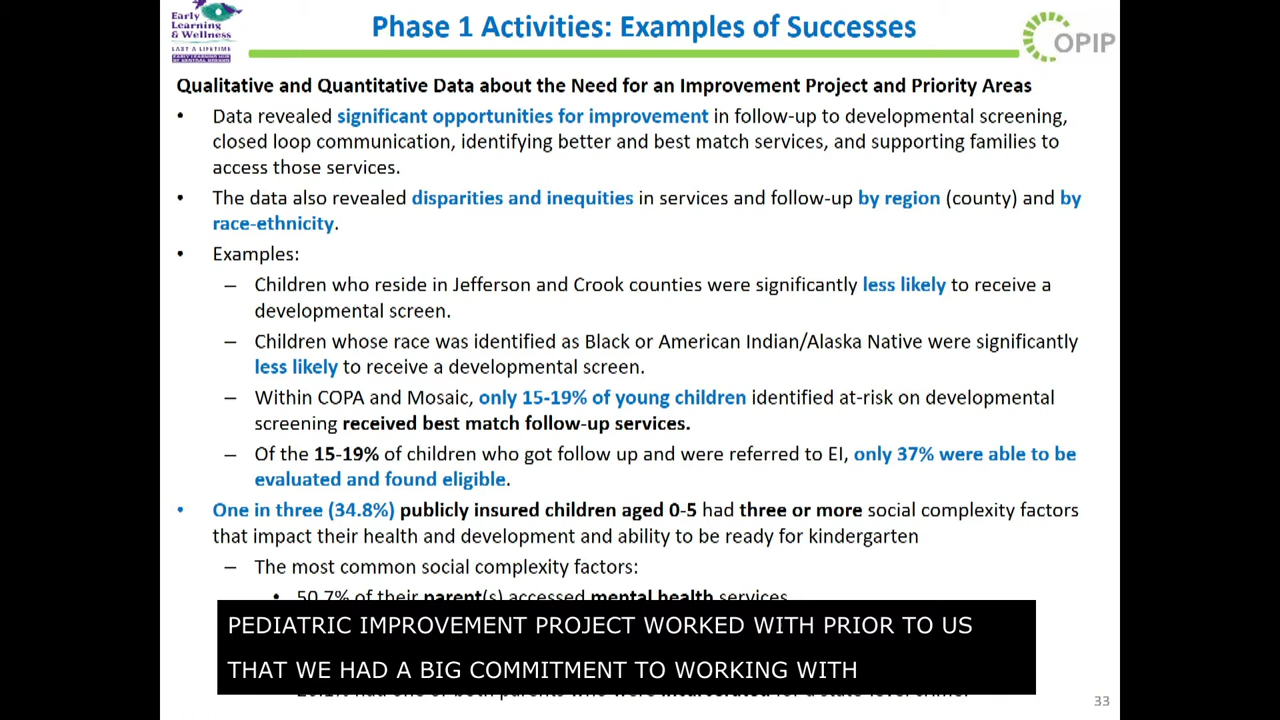 Early
Learning
& Wellness
LAST A LIFETIME
Phase 1 Activities: Examples of Successes
OPIP
Qualitative and Quantitative Data about the Need for an Improvement Project and Priority Areas
• Data revealed significant opportunities for improvement in follow-up to developmental screening,
closed loop communication, identifying better and best match services, and supporting families to
access those services.
• The data also revealed disparities and inequities in services and follow-up by region (county) and by
race-ethnicity.
• Examples:
– Children who reside in Jefferson and Crook counties were significantly less likely to receive a
developmental screen.
– Children whose race was identified as Black or American Indian/Alaska Native were significantly
less likely to receive a developmental screen.
– Within COPA and Mosaic, only 15-19% of young children identified at-risk on developmental
screening received best match follow-up services.
– Of the 15-19% of children who got follow up and were referred to EI, only 37% were able to be
evaluated and found eligible.
• One in three (34.8%) publicly insured children aged 0-5 had three or more social complexity factors
that impact their health and development and ability to be ready for kindergarten
– The most common social complexity factors:
• 50.7% of their parent(s) accessed mental health services
PEDIATRIC IMPROVEMENT PROJECT WORKED WITH PRIOR TO US
THAT WE HAD A BIG COMMITMENT TO WORKING WITH
33